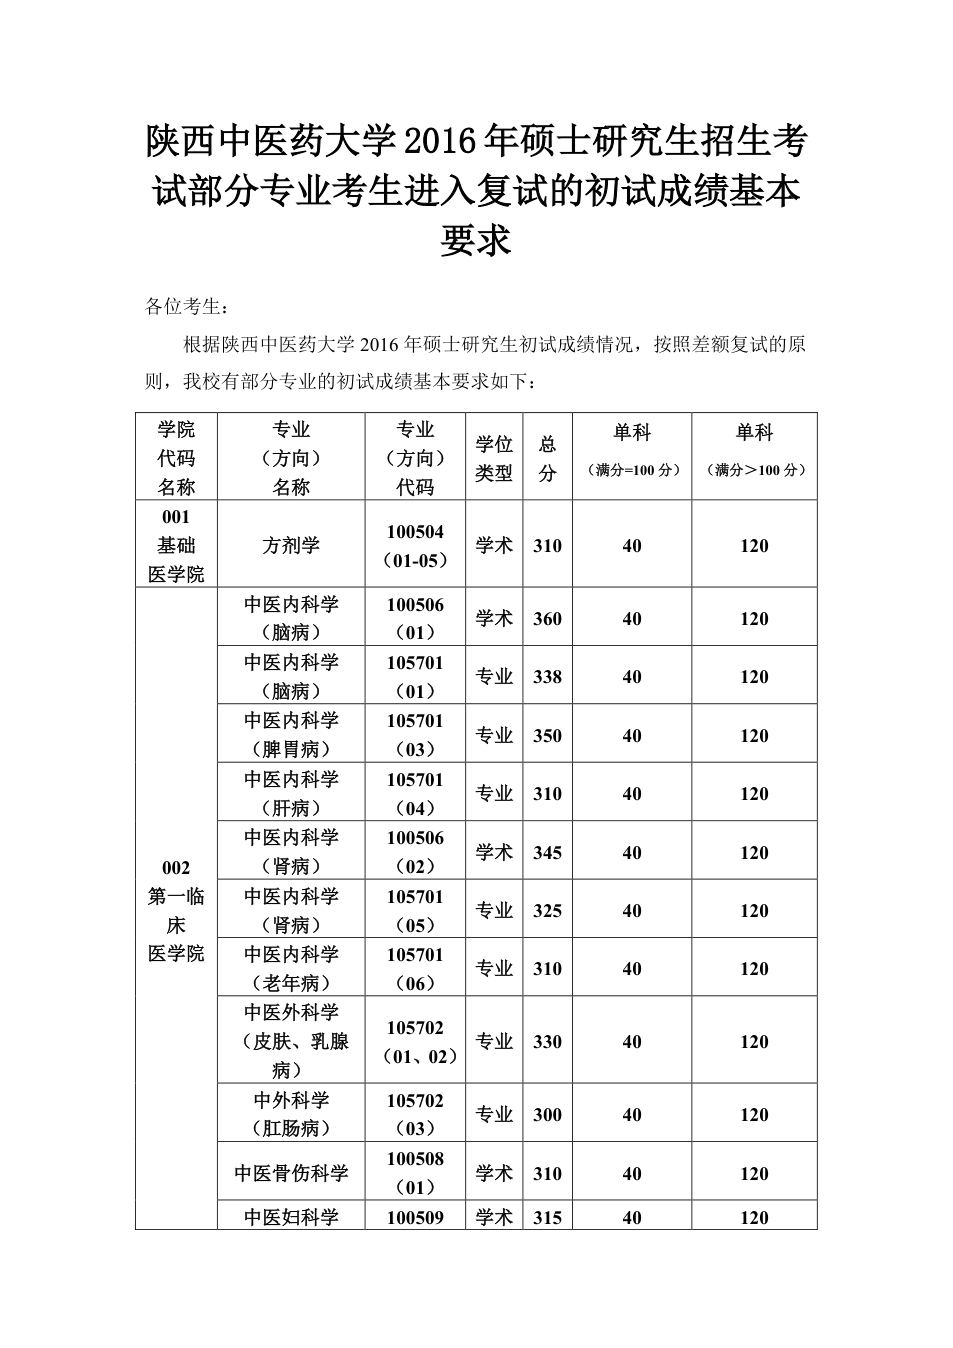 陕西中医药大学 2016 年硕士研究生招生考
试部分专业考生进入复试的初试成绩基本
要求
各位考生：
根据陕西中医药大学 2016 年硕士研究生初试成绩情况，按照差额复试的原
则，我校有部分专业的初试成绩基本要求如下：
学院
代码
名称
专业
（方向）
名称
专业
（方向）
代码
学位
类型
总
分
单科
（满分=100 分）
单科
（满分＞100 分）
001
基础
医学院
方剂学
100504
（01-05）
学术
310
40
120
002
第一临
床
医学院
中医内科学
（脑病）
100506
（01）
学术
360
40
120
中医内科学
（脑病）
105701
（01）
专业
338
40
120
中医内科学
（脾胃病）
105701
（03）
专业
350
40
120
中医内科学
（肝病）
105701
（04）
专业
310
40
120
中医内科学
（肾病）
100506
（02）
学术
345
40
120
中医内科学
（肾病）
105701
（05）
专业
325
40
120
中医内科学
（老年病）
105701
（06）
专业
310
40
120
中医外科学
（皮肤、乳腺
病）
105702
（01、02）
专业
330
40
120
中外科学
（肛肠病）
105702
（03）
专业
300
40
120
中医骨伤科学
100508
（01）
学术
310
40
120
中医妇科学
100509
学术
315
40
120